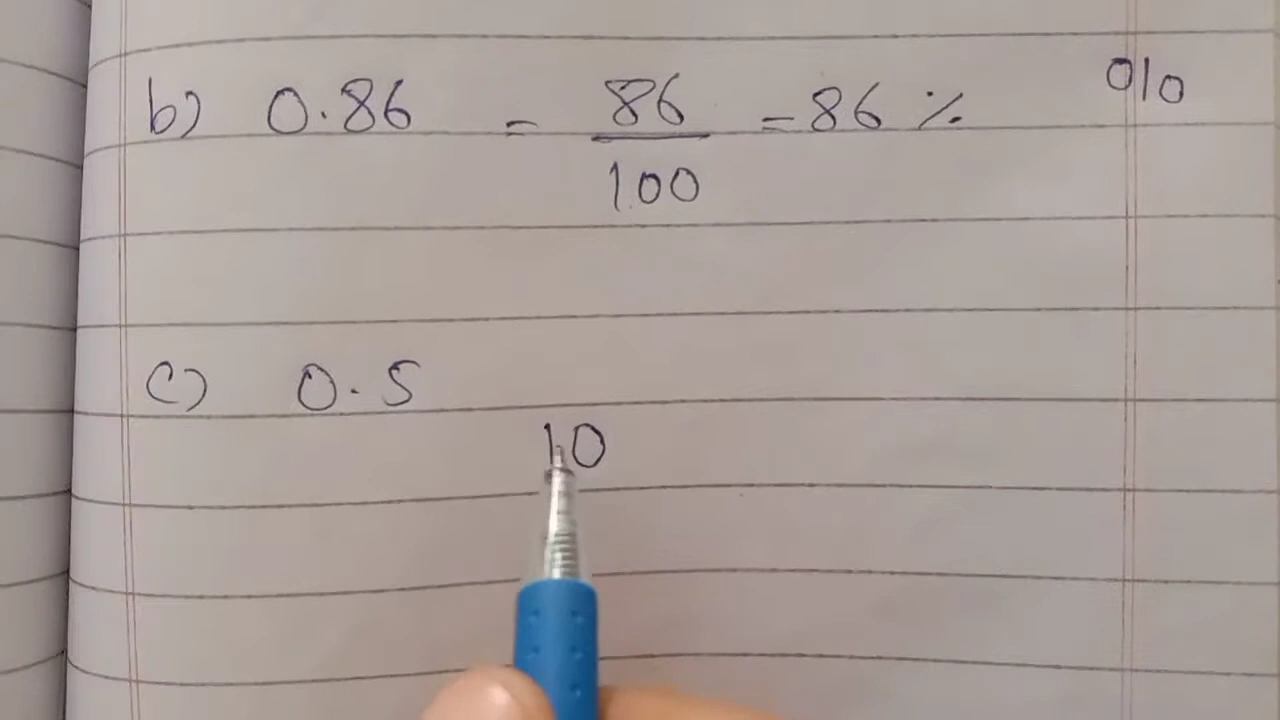 b) 0.86 = 86/100 = 86 % %
c) 0.5
10